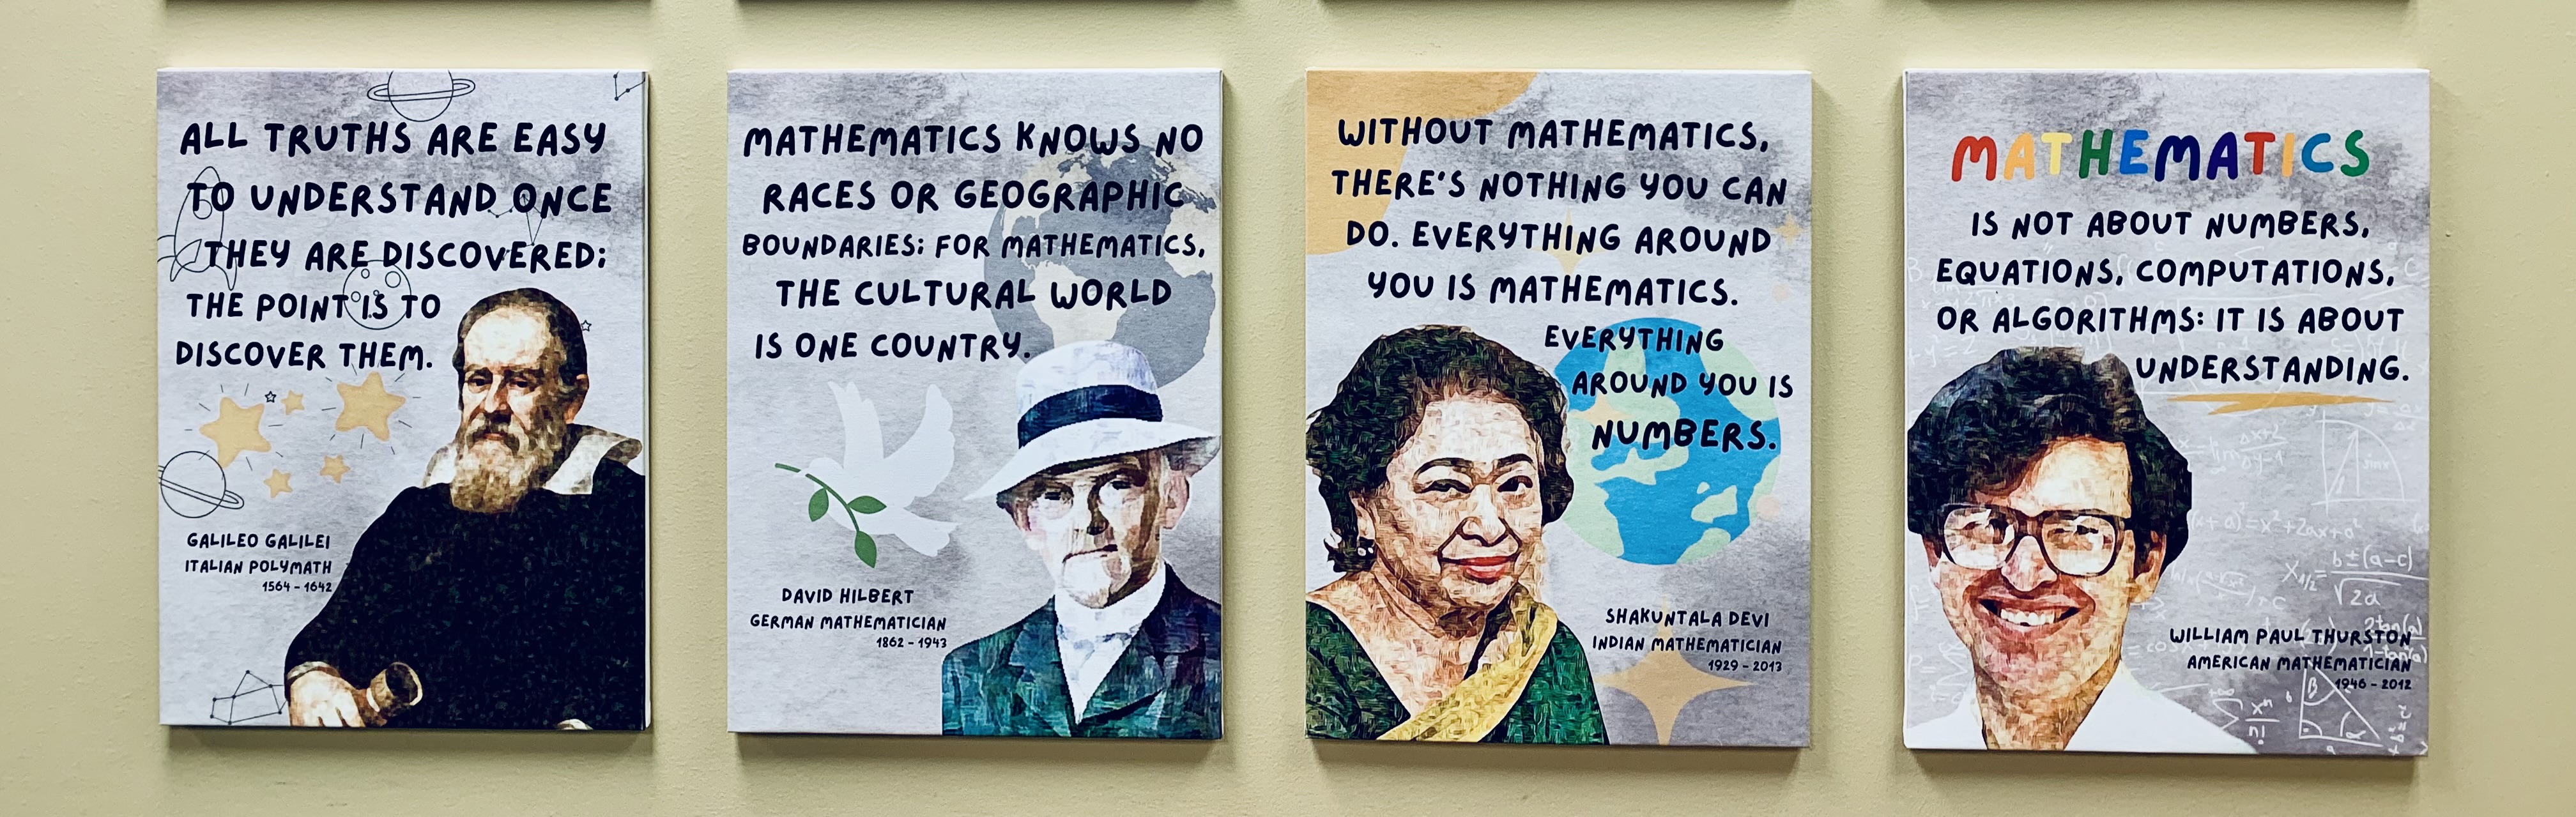 ALL TRUTHS ARE EASY
TO UNDERSTAND ONCE
THEY ARE DISCOVERED;
THE POINT IS TO
DISCOVER THEM.
GALILEO GALILEI
ITALIAN POLYMATH
1564 - 1642
MATHEMATICS KNOWS NO
RACES OR GEOGRAPHIC
BOUNDARIES; FOR MATHEMATICS,
THE CULTURAL WORLD
IS ONE COUNTRY.
DAVID HILBERT
GERMAN MATHEMATICIAN
1862 - 1943
WITHOUT MATHEMATICS,
THERE'S NOTHING YOU CAN
DO. EVERYTHING AROUND
YOU IS MATHEMATICS.
EVERYTHING
AROUND YOU IS
NUMBERS.
SHAKUNTALA DEVI
INDIAN MATHEMATICIAN
1929 - 2013
MATHEMATICS
IS NOT ABOUT NUMBERS,
EQUATIONS, COMPUTATIONS,
OR ALGORITHMS: IT IS ABOUT
UNDERSTANDING.
(x+a)²=x²+2ax+a²
WILLIAM PAUL THURSTON
AMERICAN MATHEMATICIAN
1946 - 2012